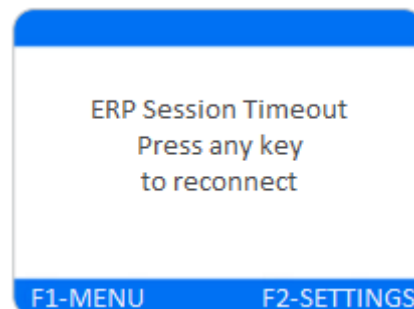 ERP Session Timeout
Press any key
to reconnect
F1-MENU F2-SETTINGS